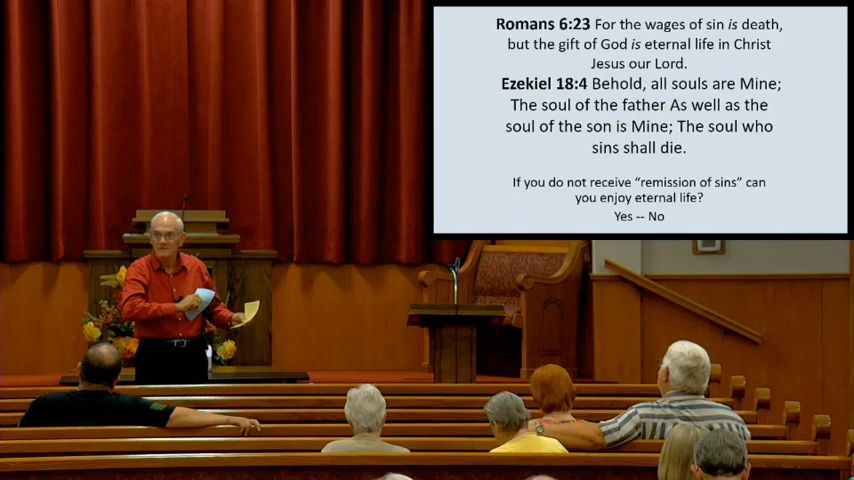 Romans 6:23 For the wages of sin is death,
but the gift of God is eternal life in Christ
Jesus our Lord.
Ezekiel 18:4 Behold, all souls are Mine;
The soul of the father As well as the
soul of the son is Mine; The soul who
sins shall die.
If you do not receive “remission of sins” can
you enjoy eternal life?
Yes -- No